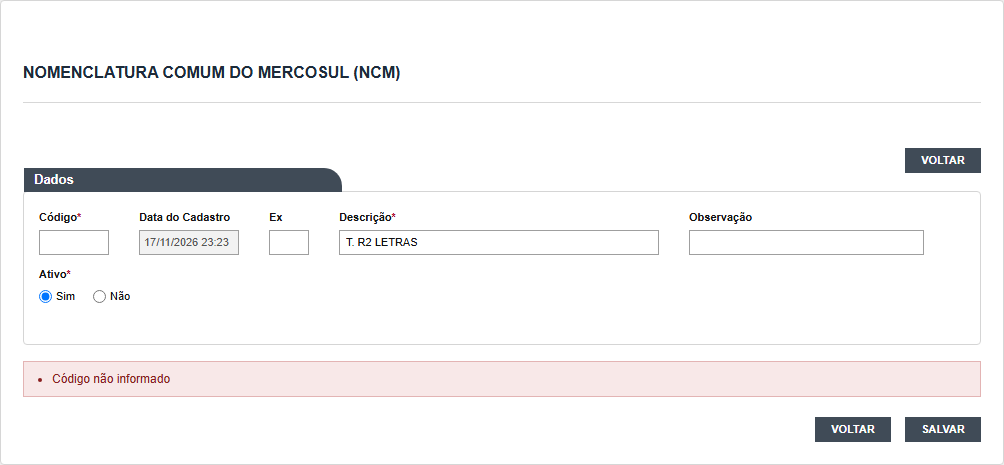 NOMENCLATURA COMUM DO MERCOSUL (NCM)
VOLTAR
Dados
Código* Data do Cadastro Ex Descrição* Observação
17/11/2026 23:23 T. R2 LETRAS
Ativo*
Sim Não
Código não informado
VOLTAR SALVAR